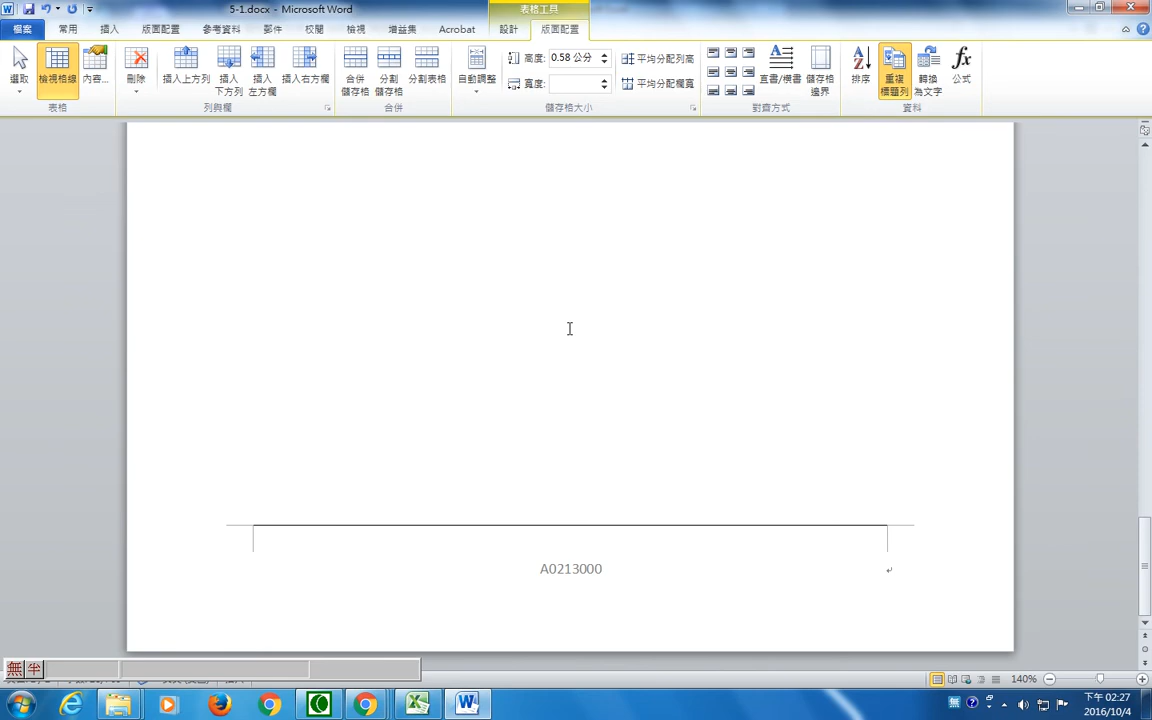 5-1.docx - Microsoft Word
表格工具
檔案 常用 插入 版面配置 參考資料 郵件 校閱 檢視 增益集 Acrobat 設計 版面配置
選取 檢視格線 內容... 刪除 插入上方列 插入下方列 插入左方欄 插入右方欄 合併儲存格 分割儲存格 分割表格 自動調整 高度: 0.58 公分 平均分配列高 直書/橫書 儲存格邊界 排序 重複標題列 轉換為文字 公式
寬度: 平均分配欄寬
表格 列與欄 合併 儲存格大小 對齊方式 資料
A0213000
無 半
140%
無
下午 02:27
2016/10/4